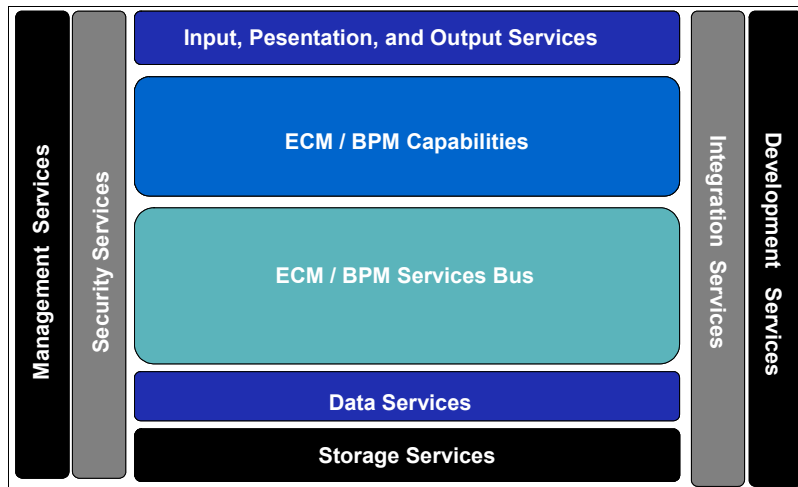 Management Services
Security Services
Input, Pesentation, and Output Services
ECM / BPM Capabilities
ECM / BPM Services Bus
Data Services
Storage Services
Integration Services
Development Services